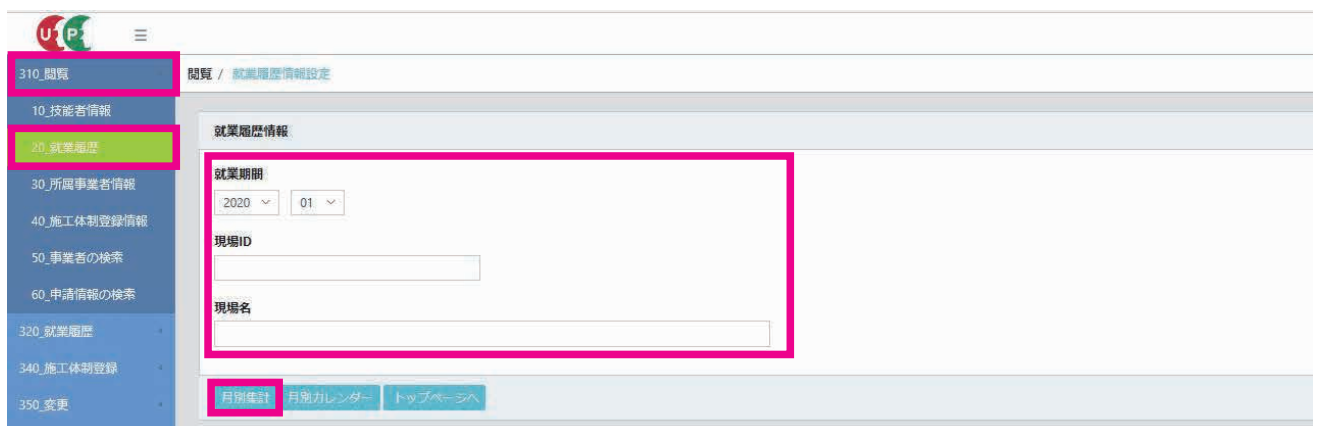 U P
310_閲覧
10_技能者情報
20_就業履歴
30_所属事業者情報
40_施工体制登録情報
50_事業者の検索
60_申請情報の検索
320_就業履歴
340_施工体制登録
350_変更
閲覧 / 就業履歴情報設定
就業履歴情報
就業期間
2020 01
現場ID
現場名
月別集計 月別カレンダー トップページへ